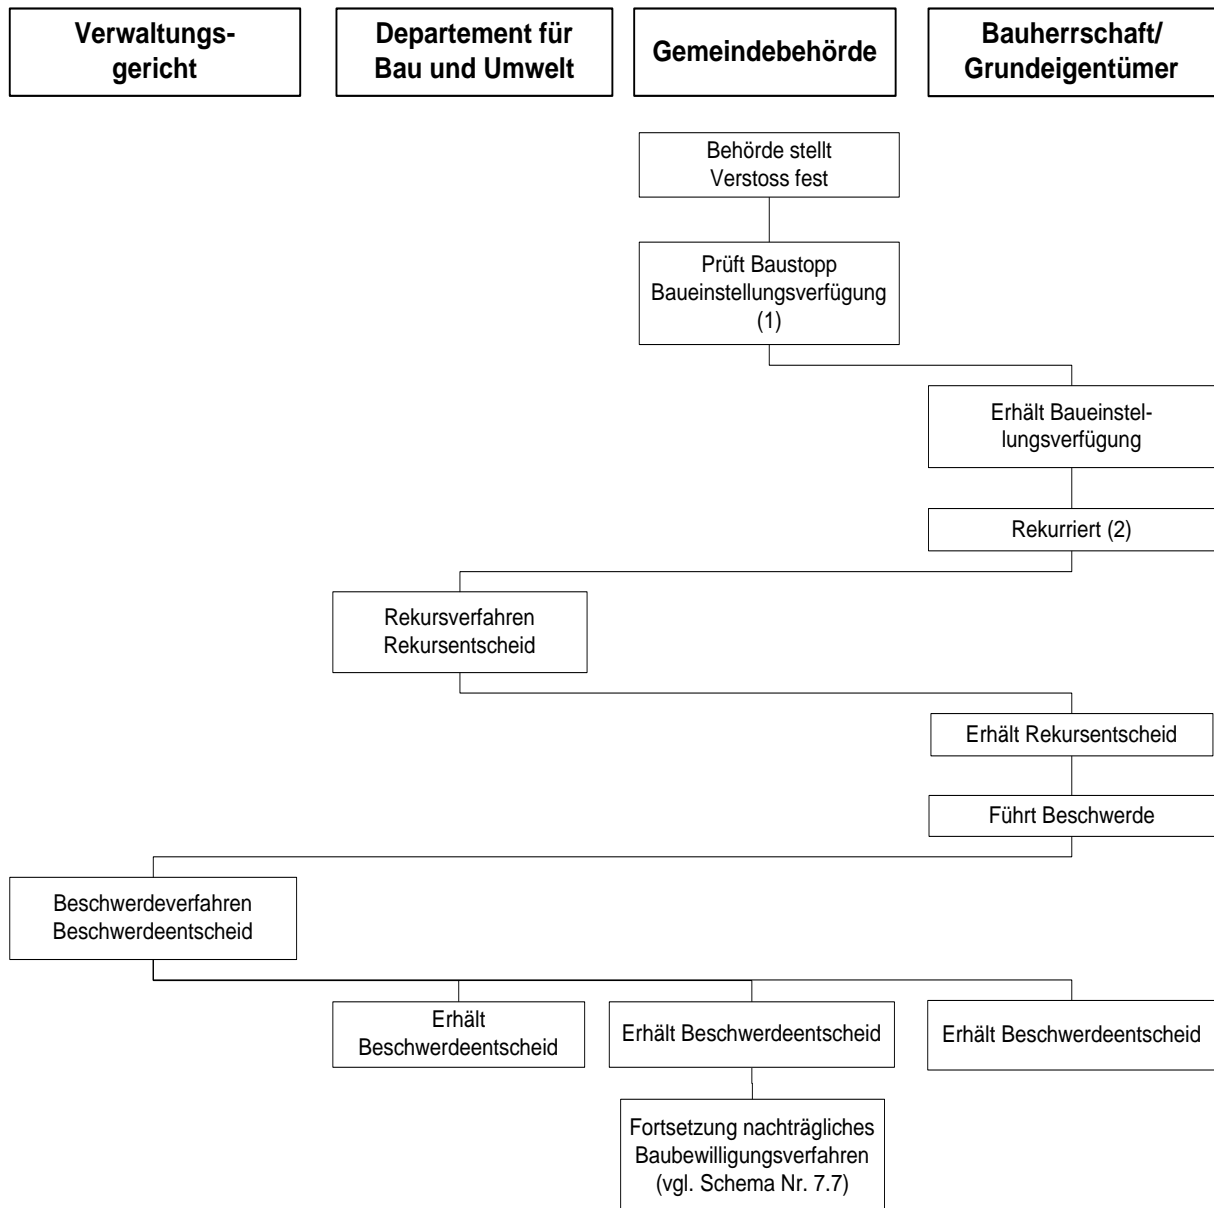 Verwaltungs-
gericht
Departement für
Bau und Umwelt
Gemeindebehörde
Bauherrschaft/
Grundeigentümer
Behörde stellt
Verstoss fest
Prüft Baustopp
Baueinstellungsverfügung
(1)
Erhält Baueinstel-
lungsverfügung
Rekurriert (2)
Rekursverfahren
Rekursentscheid
Erhält Rekursentscheid
Führt Beschwerde
Beschwerdeverfahren
Beschwerdeentscheid
Erhält
Beschwerdeentscheid
Erhält Beschwerdeentscheid
Erhält Beschwerdeentscheid
Fortsetzung nachträgliches
Baubewilligungsverfahren
(vgl. Schema Nr. 7.7)